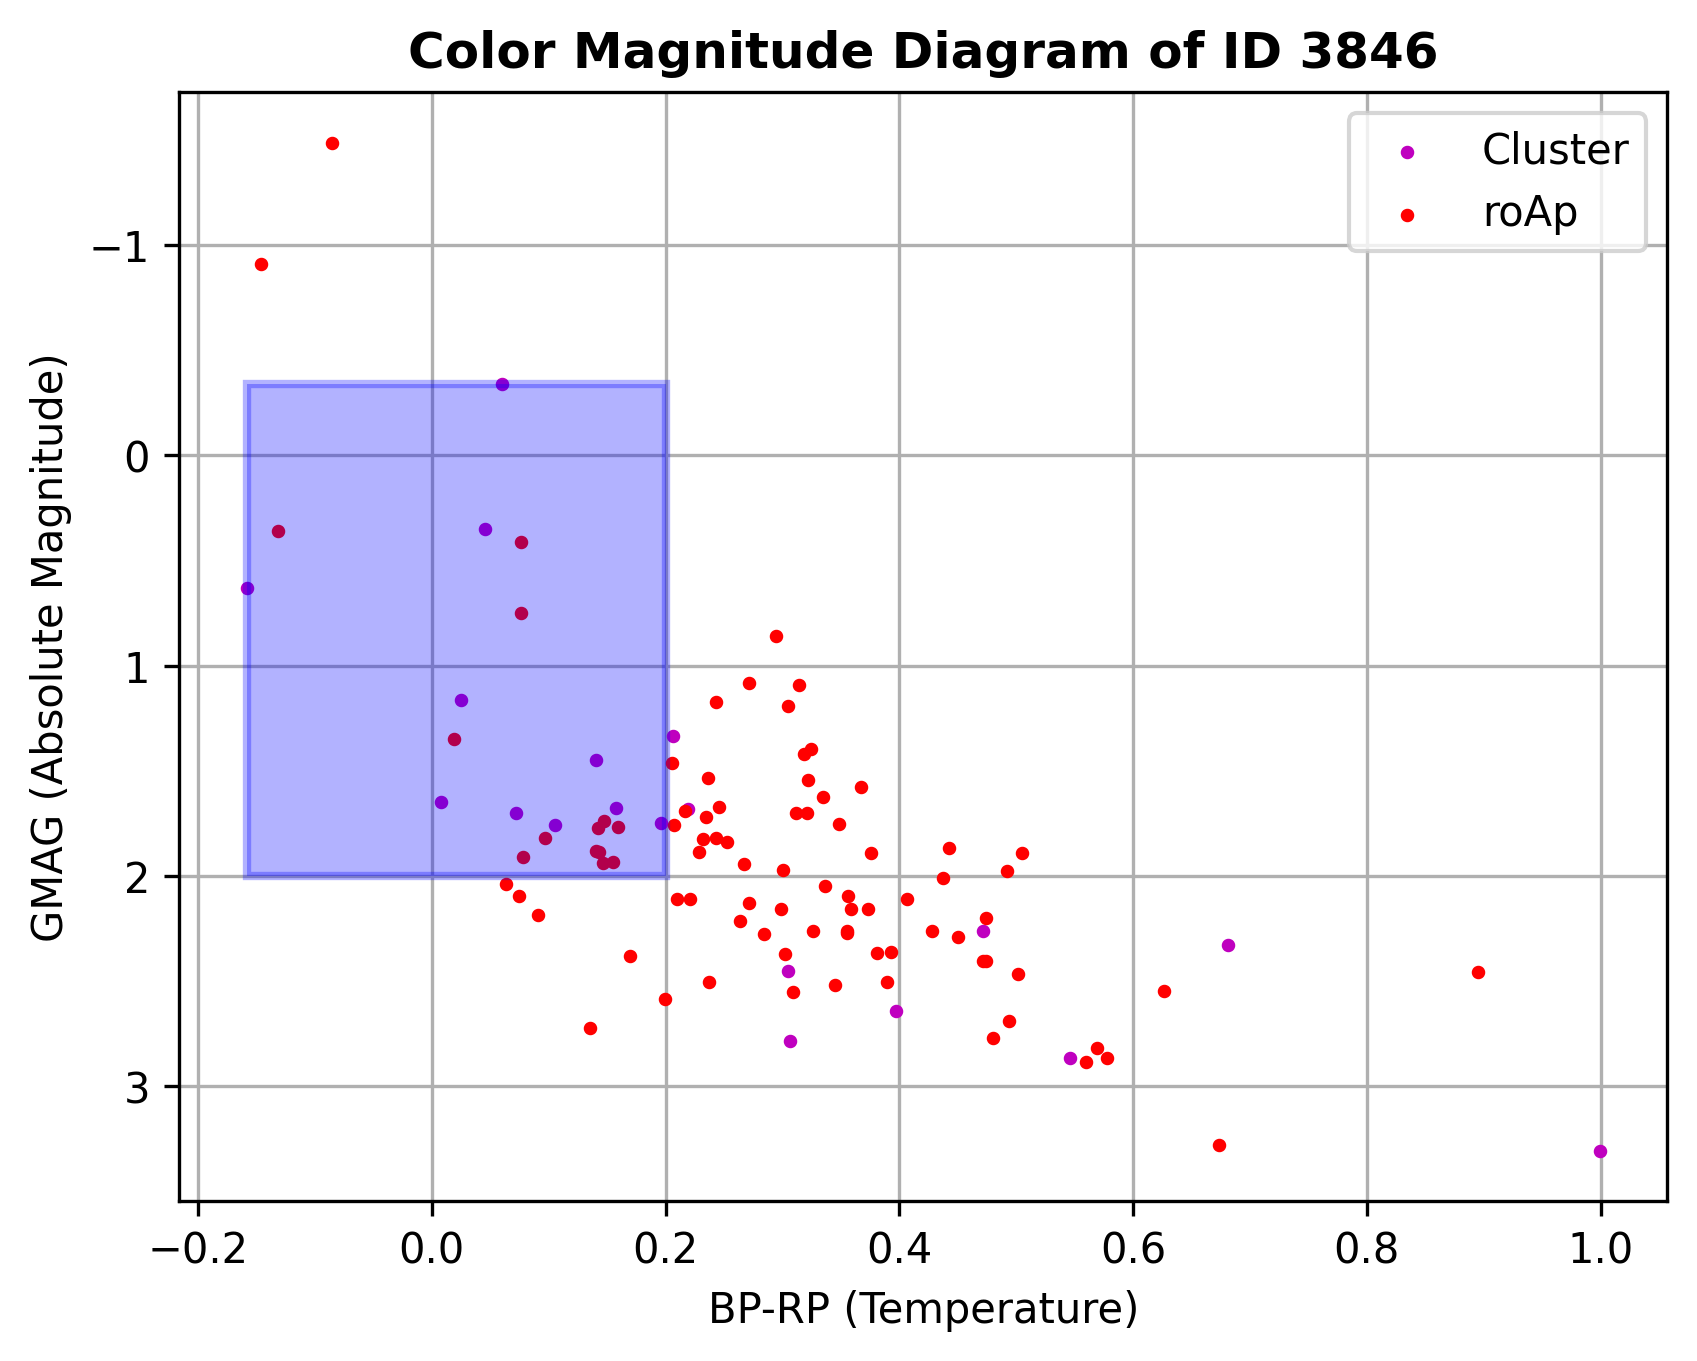 Color Magnitude Diagram of ID 3846
Cluster
roAp
GMAG (Absolute Magnitude)
−1
0
1
2
3
−0.2 0.0 0.2 0.4 0.6 0.8 1.0
BP-RP (Temperature)